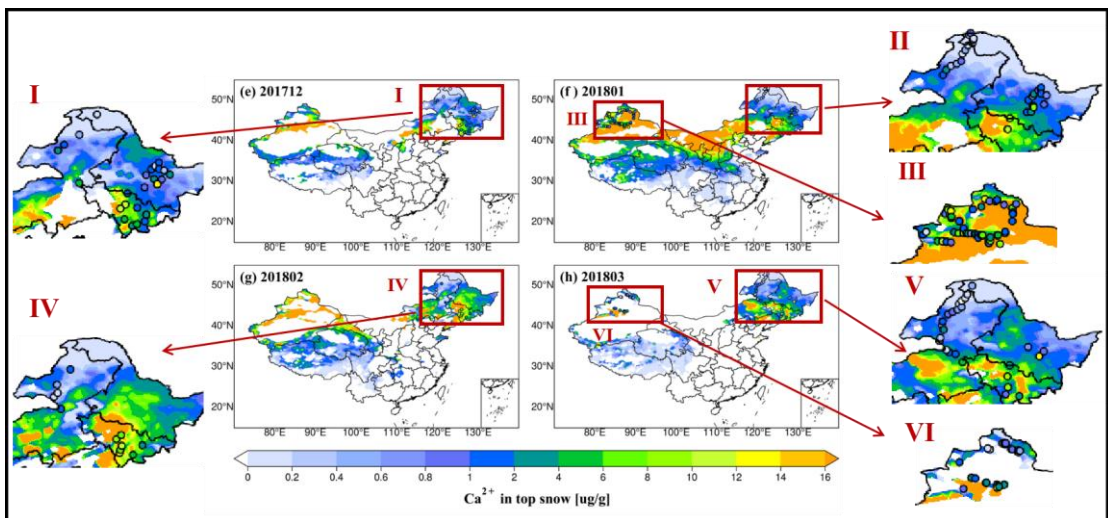 I
II
III
IV
V
VI
(e) 201712
I
50°N
40°N
30°N
20°N
(f) 201801
III
II
50°N
40°N
30°N
20°N
80°E 90°E 100°E 110°E 120°E 130°E
80°E 90°E 100°E 110°E 120°E 130°E
(g) 201802
IV
50°N
40°N
30°N
20°N
(h) 201803
V
VI
50°N
40°N
30°N
20°N
80°E 90°E 100°E 110°E 120°E 130°E
80°E 90°E 100°E 110°E 120°E 130°E
0 0.2 0.4 0.6 0.8 1 2 4 6 8 10 12 14 16
Ca²⁺ in top snow [ug/g]